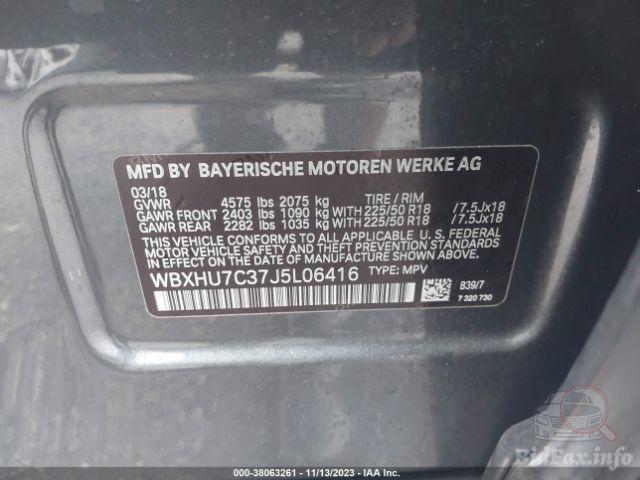 MFD BY BAYERISCHE MOTOREN WERKE AG
03/18
GVWR 4575 lbs 2075 kg TIRE / RIM
GAWR FRONT 2403 lbs 1090 kg WITH 225/50 R18 /7.5Jx18
GAWR REAR 2282 lbs 1035 kg WITH 225/50 R18 /7.5Jx18
THIS VEHICLE CONFORMS TO ALL APPLICABLE U. S. FEDERAL
MOTOR VEHICLE SAFETY AND THEFT PREVENTION STANDARDS IN
EFFECT ON THE DATE OF MANUFACTURE SHOWN ABOVE.
WBXHU7C37J5L06416 TYPE: MPV
B39/7
7 320 730
BidFax.info
000-38063261 - 11/13/2023 - IAA Inc.